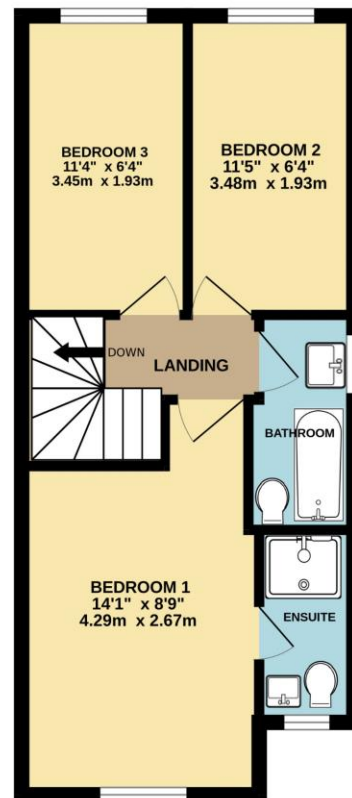 BEDROOM 3
11'4" x 6'4"
3.45m x 1.93m
BEDROOM 2
11'5" x 6'4"
3.48m x 1.93m
DOWN
LANDING
BATHROOM
BEDROOM 1
14'1" x 8'9"
4.29m x 2.67m
ENSUITE